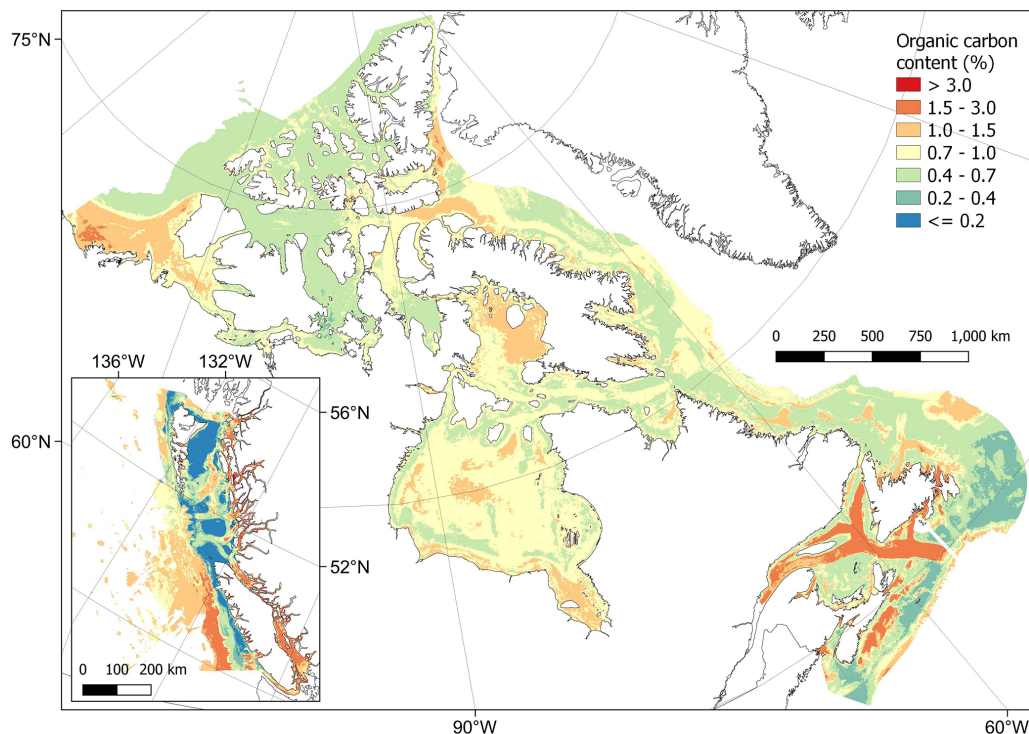 75°N
Organic carbon
content (%)
> 3.0
1.5 - 3.0
1.0 - 1.5
0.7 - 1.0
0.4 - 0.7
0.2 - 0.4
<= 0.2
0 250 500 750 1,000 km
136°W 132°W
56°N
60°N
52°N
0 100 200 km
90°W 60°W